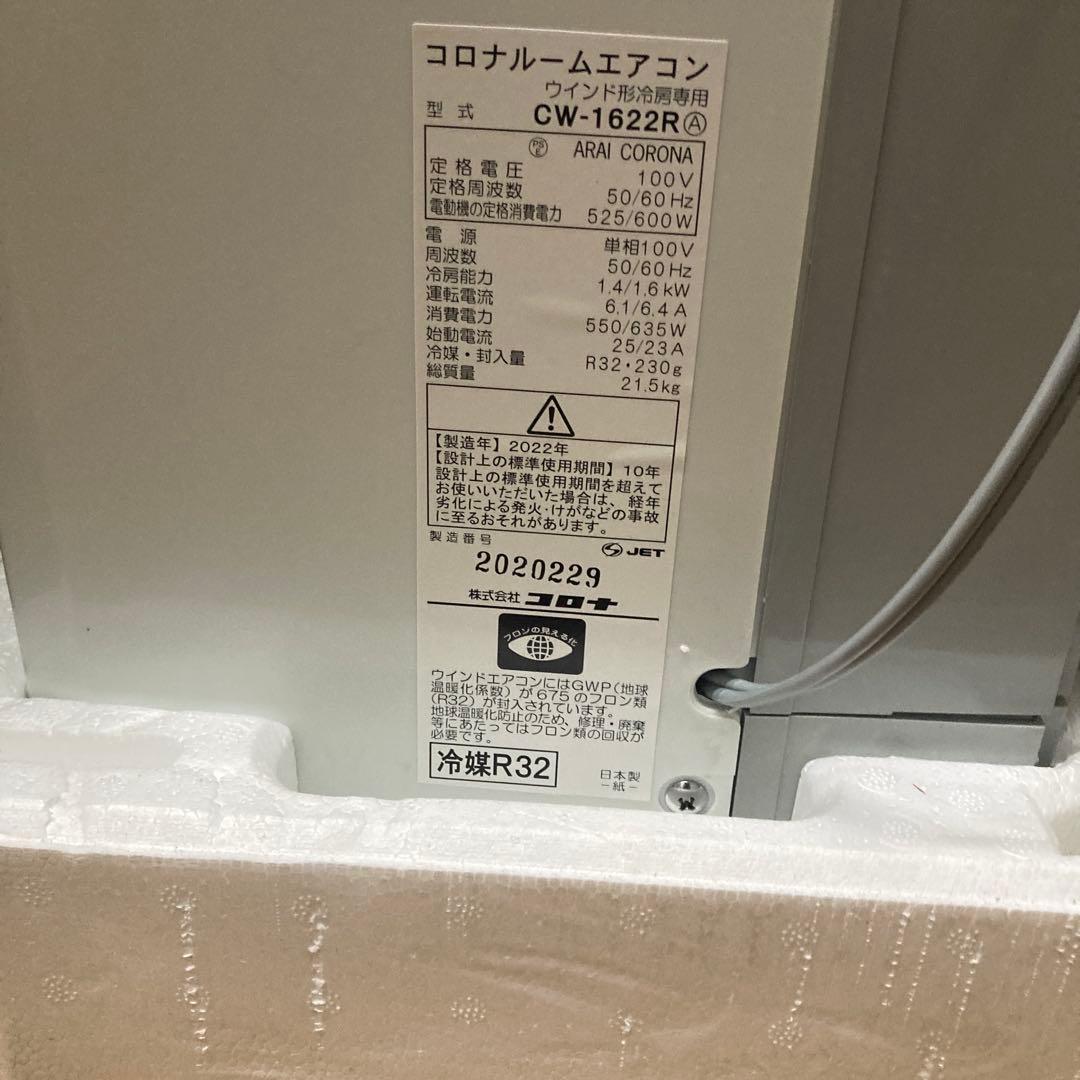 コロナルームエアコン
ウインド形冷房専用
型式 CW-1622RⒶ
PS E ARAI CORONA
定格電圧 100V
定格周波数 50/60Hz
電動機の定格消費電力 525/600W
電源 単相100V
周波数 50/60Hz
冷房能力 1.4/1.6kW
運転電流 6.1/6.4A
消費電力 550/635W
始動電流 25/23A
冷媒・封入量 R32・230g
総質量 21.5kg
【製造年】2022年
【設計上の標準使用期間】10年
設計上の標準使用期間を超えて
お使いいただいた場合は、経年
劣化による発火・けがなどの事故
に至るおそれがあります。
製造番号 JET
2020229
株式会社 コロナ
フロンの見える化
ウインドエアコンにはGWP(地球
温暖化係数)が675のフロン類
(R32)が封入されています。
地球温暖化防止のため、修理・廃棄
等にあたってはフロン類の回収が
必要です。
冷媒R32
日本製
-紙-